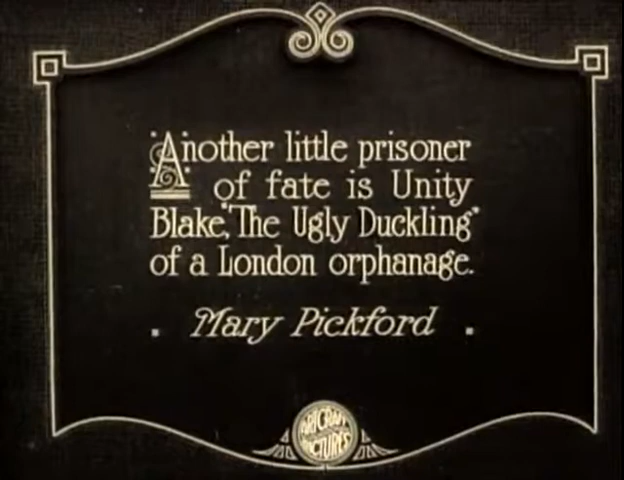 Another little prisoner
of fate is Unity
Blake, "The Ugly Duckling"
of a London orphanage.
. Mary Pickford .
ARTCRAFT
PICTURES